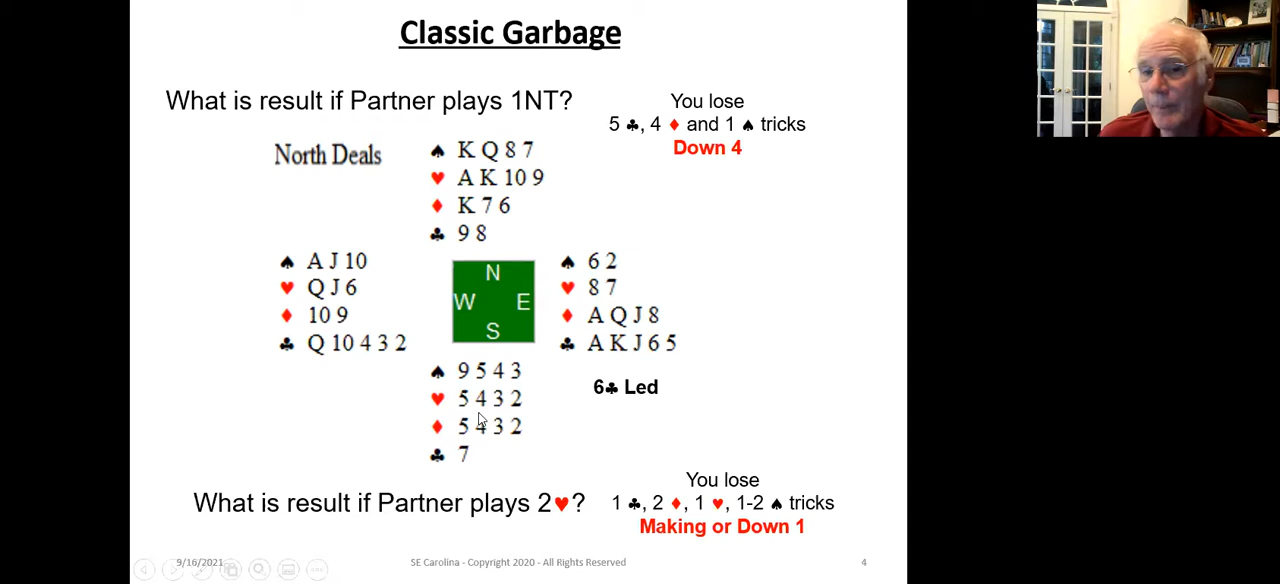 Classic Garbage
What is result if Partner plays 1NT?
You lose
5 ♣, 4 ♦ and 1 ♠ tricks
Down 4
North Deals
♠ K Q 8 7
♥ A K 10 9
♦ K 7 6
♣ 9 8
♠ A J 10
♥ Q J 6
♦ 10 9
♣ Q 10 4 3 2
N
W E
S
♠ 6 2
♥ 8 7
♦ A Q J 8
♣ A K J 6 5
♠ 9 5 4 3
♥ 5 4 3 2
♦ 5 4 3 2
♣ 7
6♣ Led
What is result if Partner plays 2♥?
You lose
1 ♣, 2 ♦, 1 ♥, 1-2 ♠ tricks
Making or Down 1
9/16/2021
SE Carolina - Copyright 2020 - All Rights Reserved
4